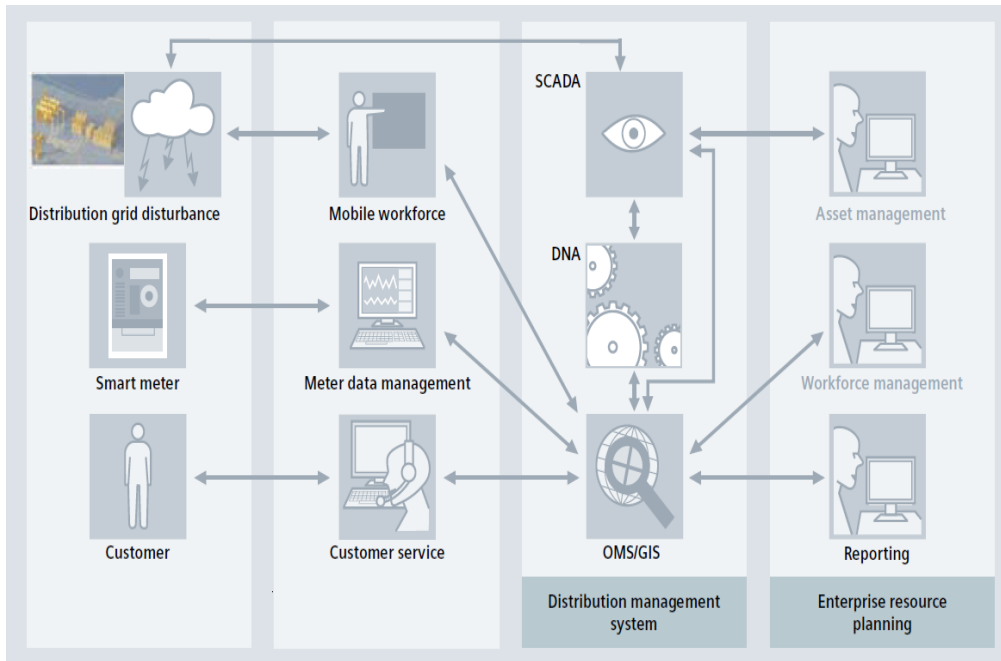 SCADA
Distribution grid disturbance
Mobile workforce
Asset management
DNA
Smart meter
Meter data management
Workforce management
Customer
Customer service
OMS/GIS
Reporting
Distribution management
system
Enterprise resource
planning